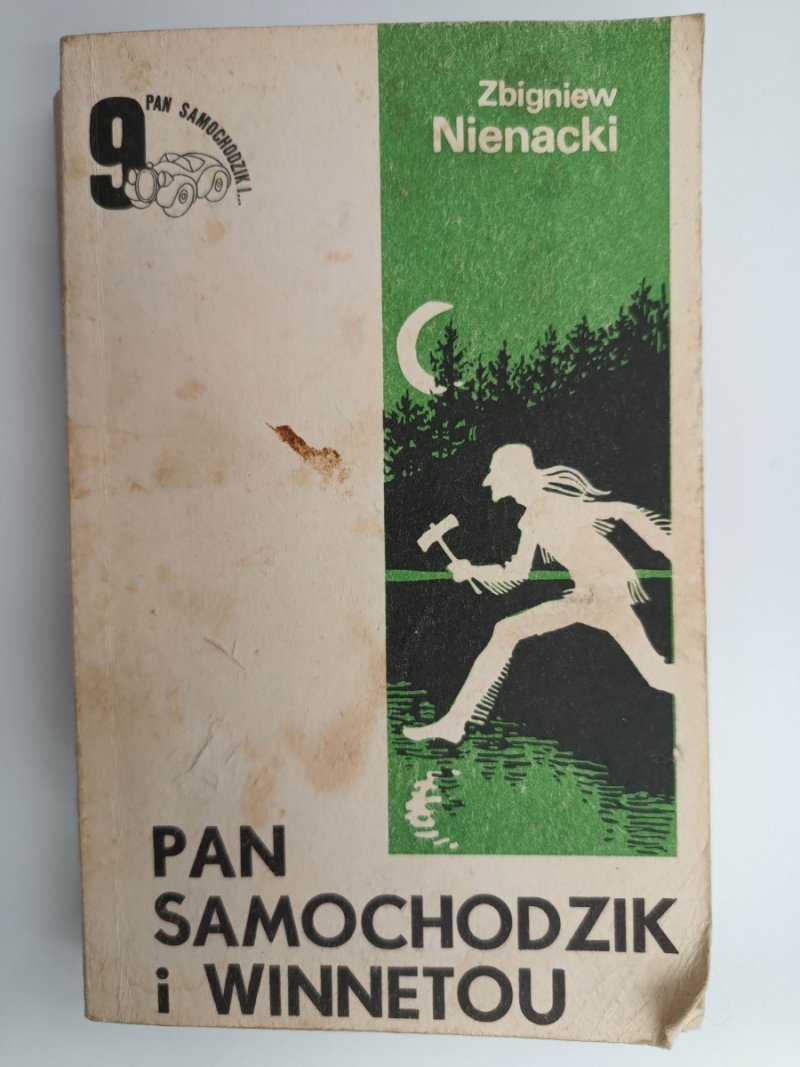 9
PAN SAMOCHODZIK I...
Zbigniew
Nienacki
PAN
SAMOCHODZIK
i WINNETOU